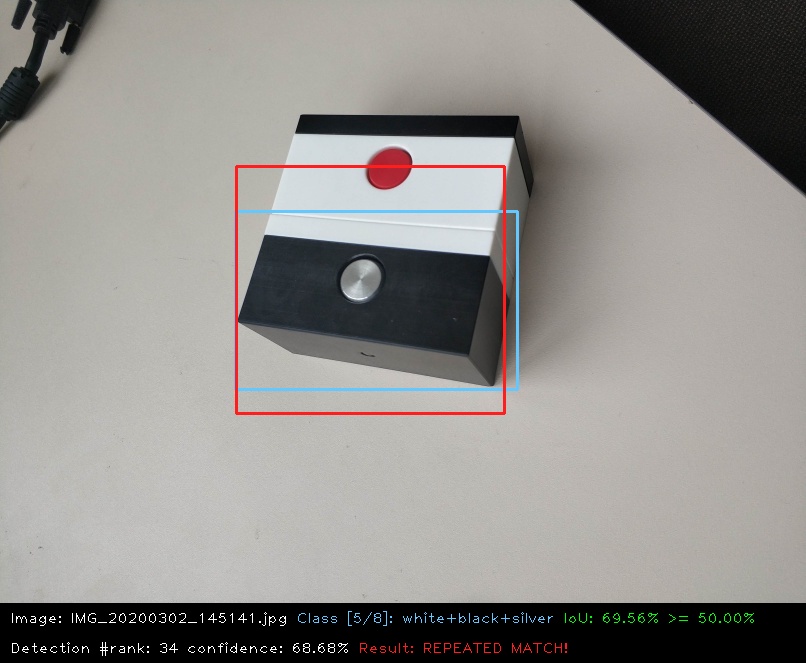 Image: IMG_20200302_145141.jpg Class [5/8]: white+black+silver IoU: 69.56% >= 50.00%
Detection #rank: 34 confidence: 68.68% Result: REPEATED MATCH!